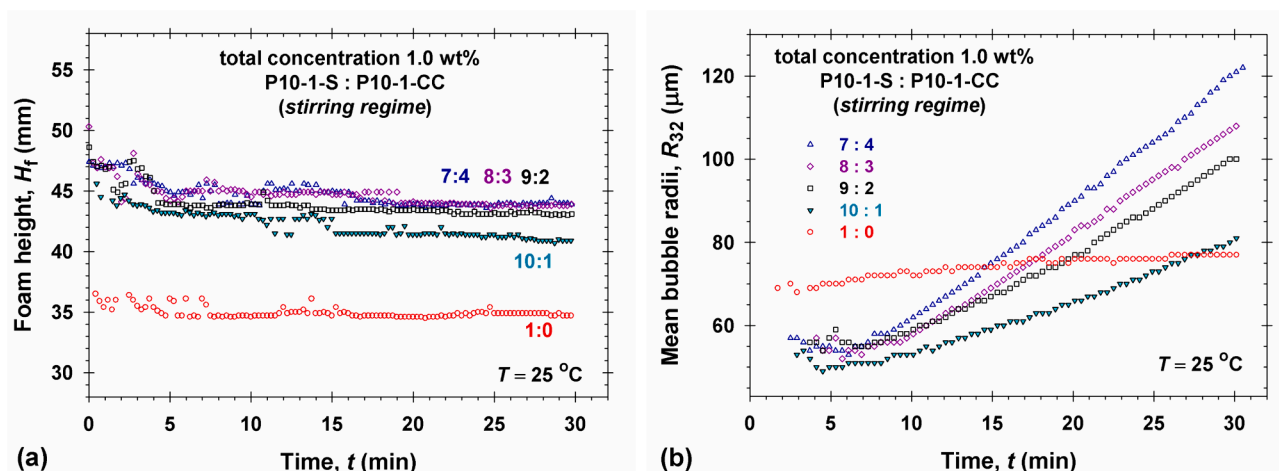 total concentration 1.0 wt%
P10-1-S : P10-1-CC
(stirring regime)
Foam height, Hf (mm)
55
50
45
40
35
30
7:4 8:3 9:2
10:1
1:0
T = 25 °C
0 5 10 15 20 25 30
(a) Time, t (min)
total concentration 1.0 wt%
P10-1-S : P10-1-CC
(stirring regime)
Mean bubble radii, R32 (µm)
120
100
80
60
7 : 4
8 : 3
9 : 2
10 : 1
1 : 0
T = 25 °C
0 5 10 15 20 25 30
(b) Time, t (min)